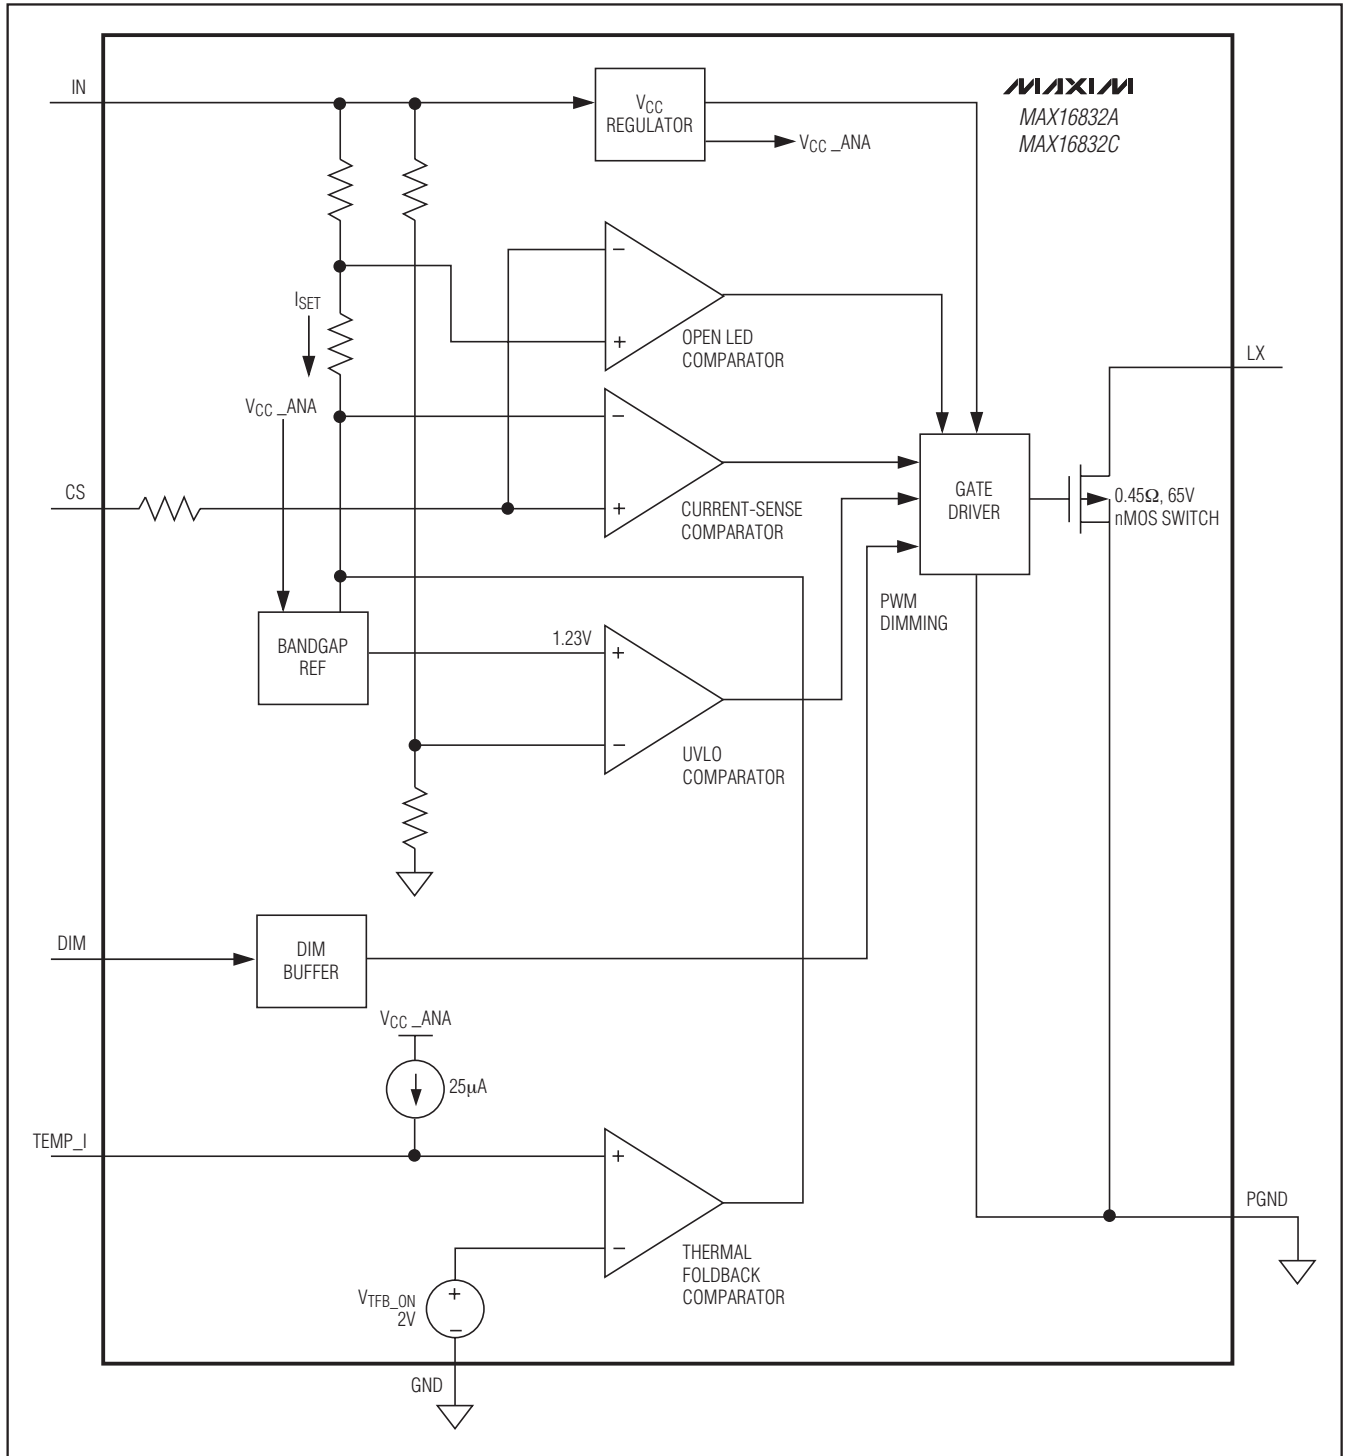 IN
VCC
REGULATOR
VCC_ANA
MAXIM
MAX16832A
MAX16832C
−
+
OPEN LED
COMPARATOR
ISET
VCC_ANA
LX
−
+
CURRENT-SENSE
COMPARATOR
CS
GATE
DRIVER
0.45Ω, 65V
nMOS SWITCH
PWM
DIMMING
BANDGAP
REF
1.23V
+
−
UVLO
COMPARATOR
DIM
DIM
BUFFER
VCC_ANA
25µA
TEMP_I
+
−
THERMAL
FOLDBACK
COMPARATOR
PGND
VTFB_ON
2V
+
−
GND